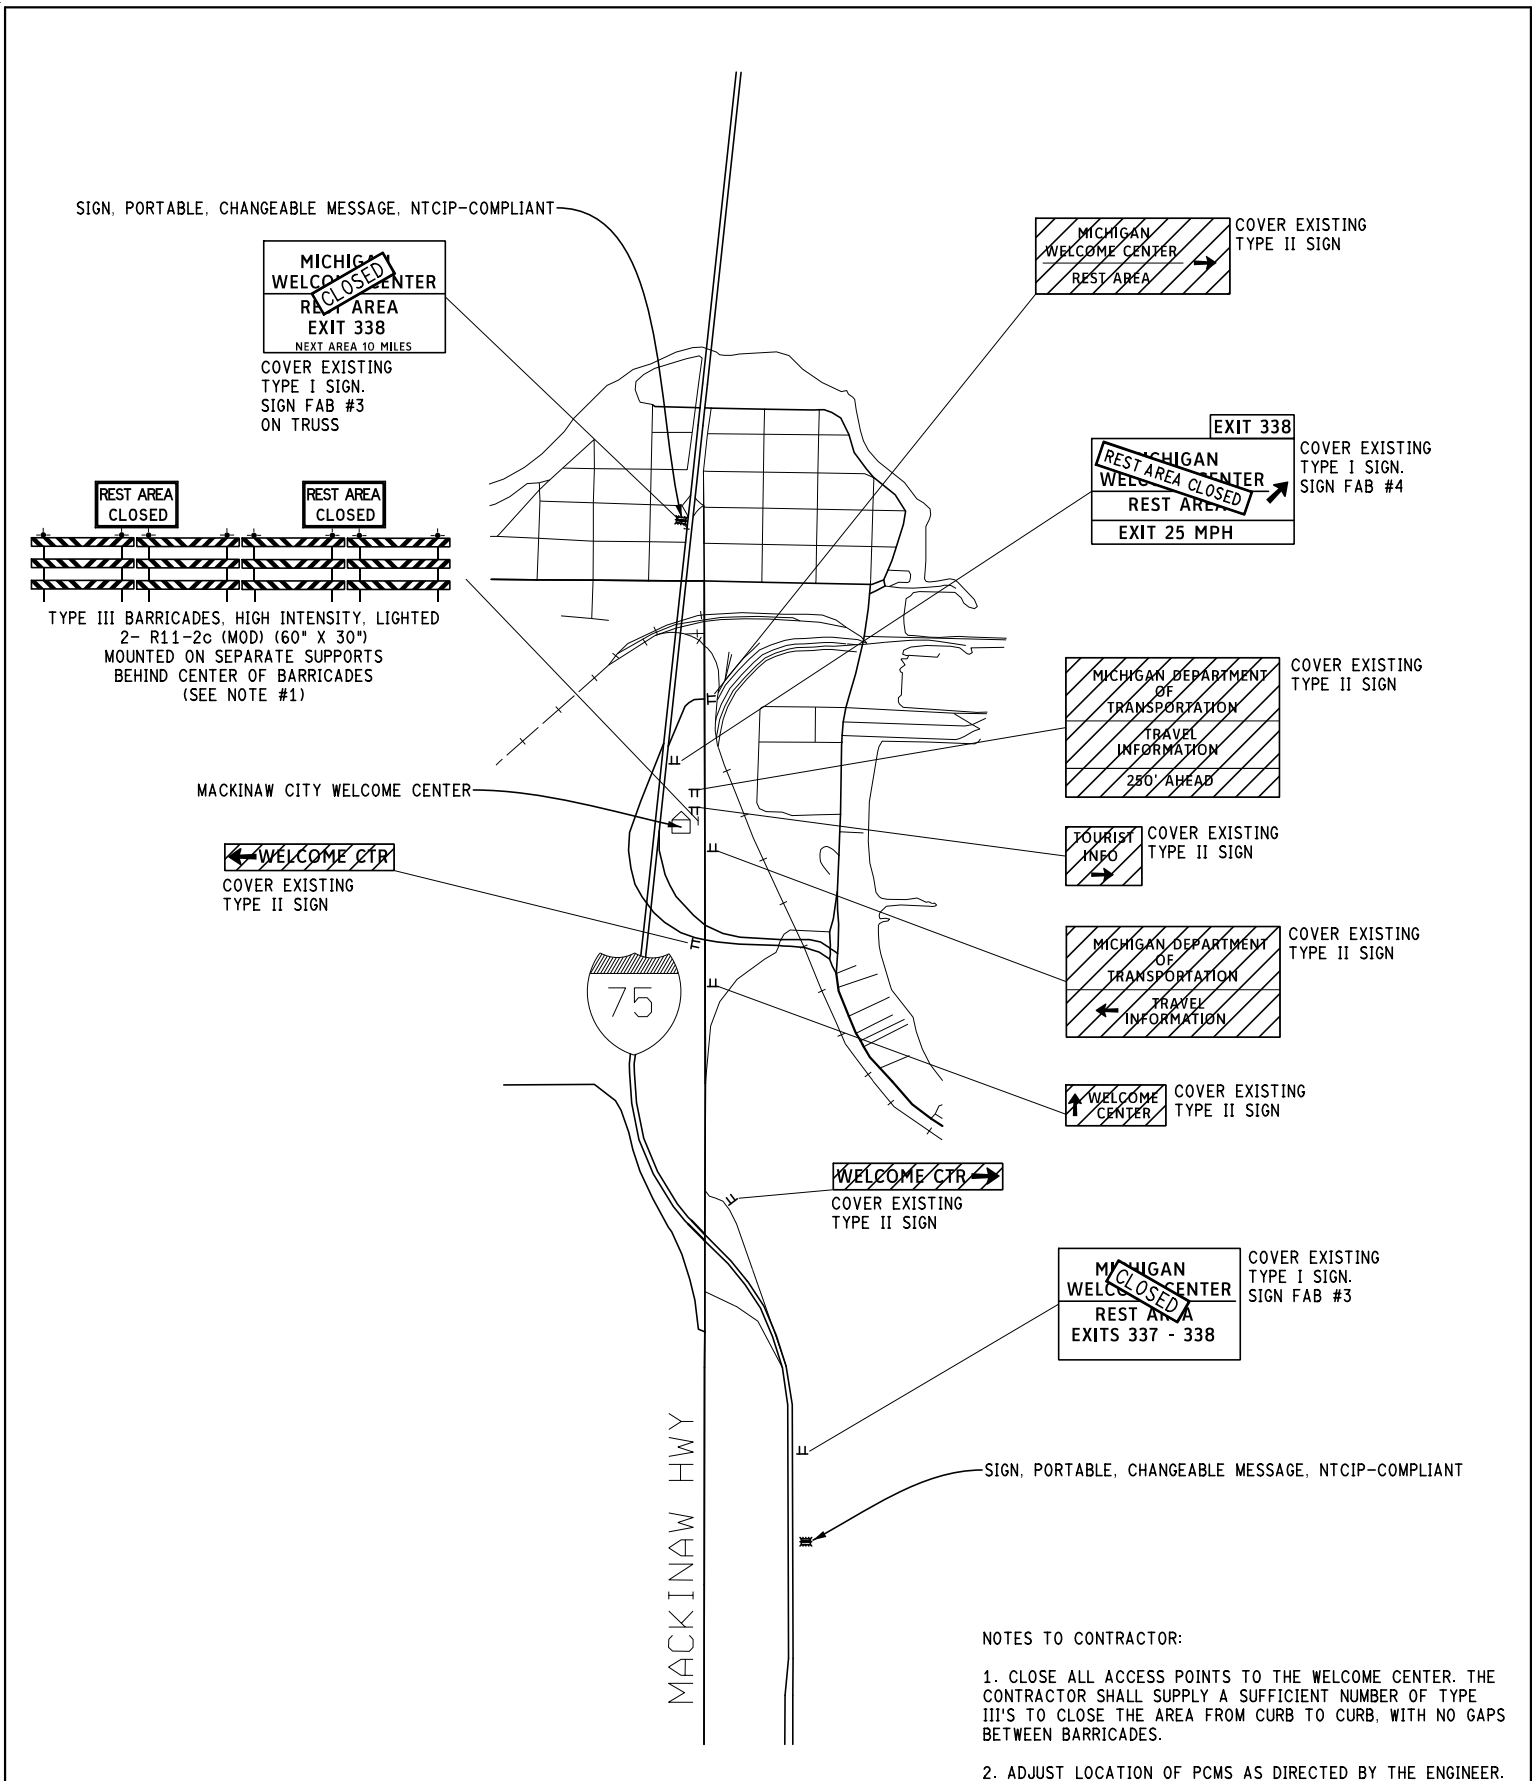 SIGN, PORTABLE, CHANGEABLE MESSAGE, NTCIP-COMPLIANT
MICHIGAN
WELCOME CENTER
CLOSED
REST AREA
EXIT 338
NEXT AREA 10 MILES
COVER EXISTING
TYPE I SIGN.
SIGN FAB #3
ON TRUSS
MICHIGAN
WELCOME CENTER
REST AREA
COVER EXISTING
TYPE II SIGN
EXIT 338
MICHIGAN
WELCOME CENTER
REST AREA CLOSED
REST AREA
EXIT 25 MPH
COVER EXISTING
TYPE I SIGN.
SIGN FAB #4
REST AREA
CLOSED
REST AREA
CLOSED
TYPE III BARRICADES, HIGH INTENSITY, LIGHTED
2- R11-2c (MOD) (60" X 30")
MOUNTED ON SEPARATE SUPPORTS
BEHIND CENTER OF BARRICADES
(SEE NOTE #1)
MICHIGAN DEPARTMENT
OF
TRANSPORTATION
TRAVEL
INFORMATION
250' AHEAD
COVER EXISTING
TYPE II SIGN
MACKINAW CITY WELCOME CENTER
TOURIST
INFO
COVER EXISTING
TYPE II SIGN
WELCOME CTR
COVER EXISTING
TYPE II SIGN
MICHIGAN DEPARTMENT
OF
TRANSPORTATION
TRAVEL
INFORMATION
COVER EXISTING
TYPE II SIGN
75
WELCOME
CENTER
COVER EXISTING
TYPE II SIGN
WELCOME CTR
COVER EXISTING
TYPE II SIGN
MICHIGAN
WELCOME CENTER
CLOSED
REST AREA
EXITS 337 - 338
COVER EXISTING
TYPE I SIGN.
SIGN FAB #3
MACKINAW HWY
SIGN, PORTABLE, CHANGEABLE MESSAGE, NTCIP-COMPLIANT
NOTES TO CONTRACTOR:
1. CLOSE ALL ACCESS POINTS TO THE WELCOME CENTER. THE
CONTRACTOR SHALL SUPPLY A SUFFICIENT NUMBER OF TYPE
III'S TO CLOSE THE AREA FROM CURB TO CURB, WITH NO GAPS
BETWEEN BARRICADES.
2. ADJUST LOCATION OF PCMS AS DIRECTED BY THE ENGINEER.